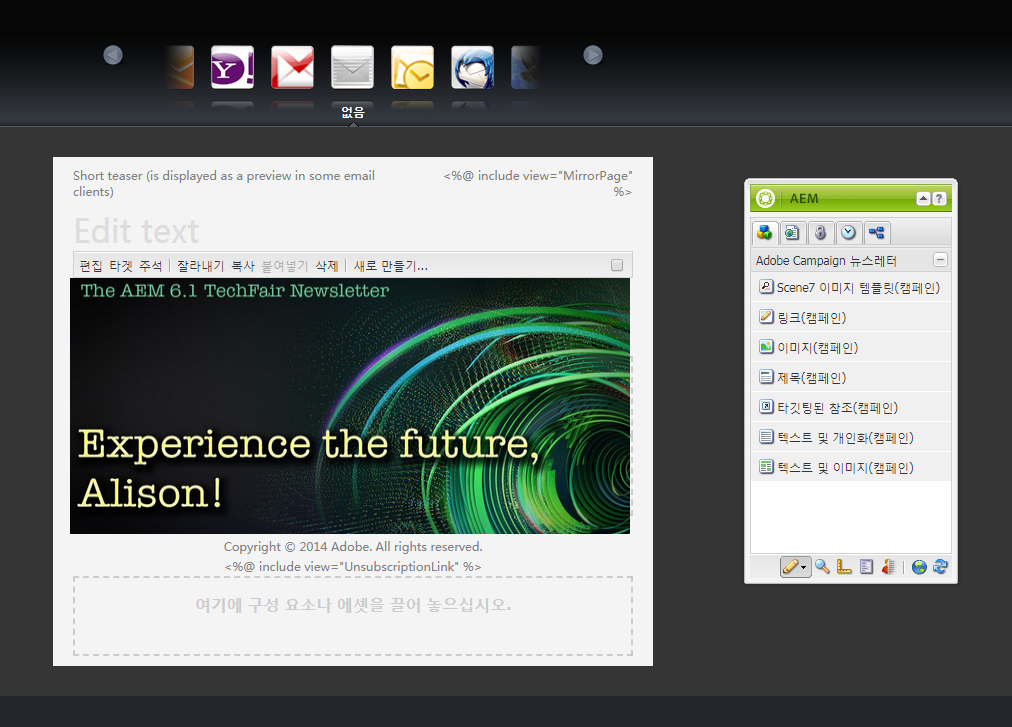 없음
Short teaser (is displayed as a preview in some email
clients)
<%@ include view="MirrorPage"
%>
Edit text
편집 타겟 주석 잘라내기 복사 붙여넣기 삭제 새로 만들기...
The AEM 6.1 TechFair Newsletter
Experience the future,
Alison!
Copyright © 2014 Adobe. All rights reserved.
<%@ include view="UnsubscriptionLink" %>
여기에 구성 요소나 에셋을 끌어 놓으십시오.
AEM
Adobe Campaign 뉴스레터
Scene7 이미지 템플릿(캠페인)
링크(캠페인)
이미지(캠페인)
제목(캠페인)
타깃팅된 참조(캠페인)
텍스트 및 개인화(캠페인)
텍스트 및 이미지(캠페인)